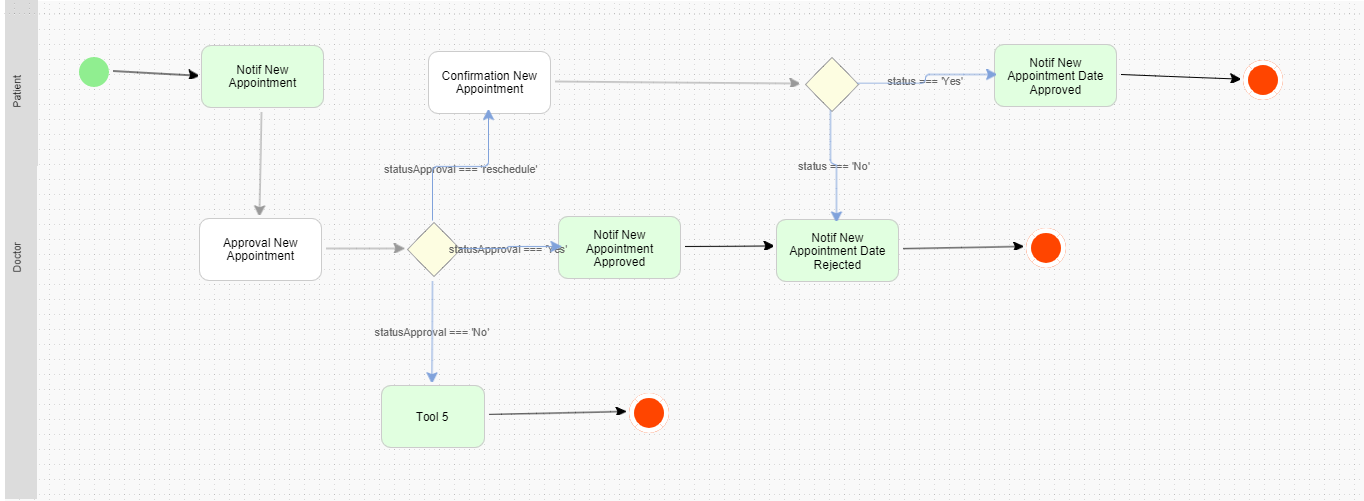 Patient
Notif New
Appointment
Confirmation New
Appointment
status === 'Yes'
Notif New
Appointment Date
Approved
statusApproval === 'reschedule'
status === 'No'
Doctor
Approval New
Appointment
statusApproval === 'Yes'
Notif New
Appointment
Approved
Notif New
Appointment Date
Rejected
statusApproval === 'No'
Tool 5